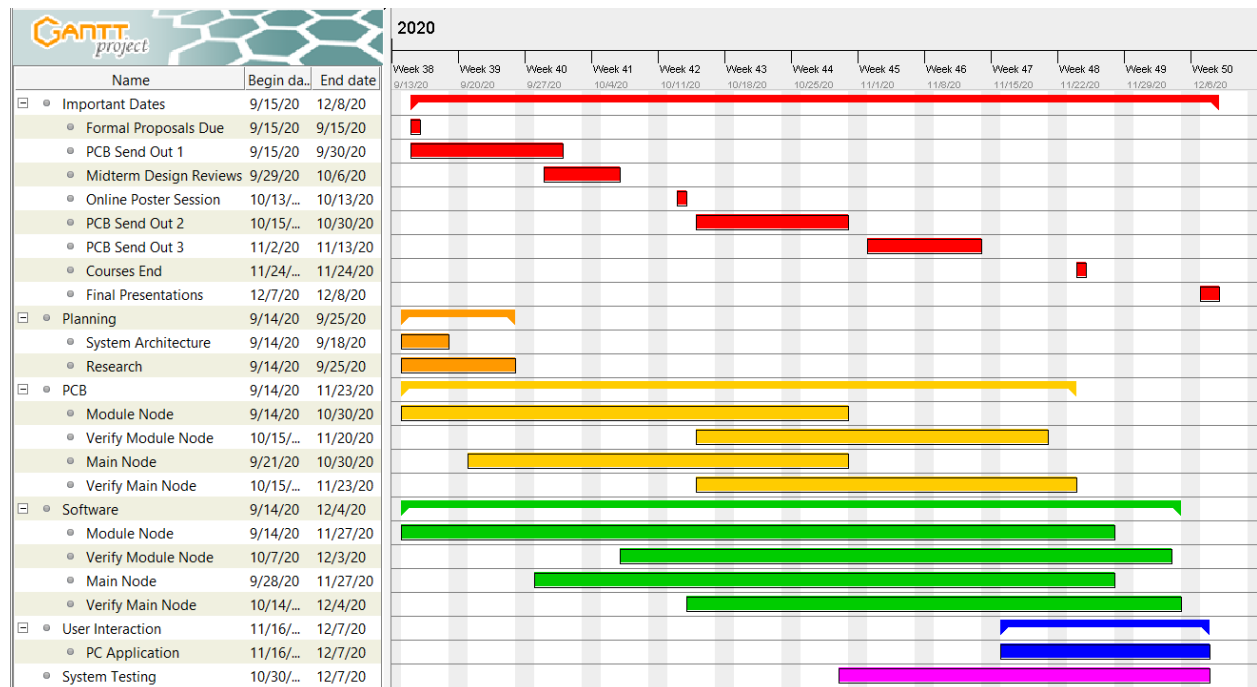 GANTT
project
2020
Name Begin da.. End date
Week 38 Week 39 Week 40 Week 41 Week 42 Week 43 Week 44 Week 45 Week 46 Week 47 Week 48 Week 49 Week 50
9/13/20 9/20/20 9/27/20 10/4/20 10/11/20 10/18/20 10/25/20 11/1/20 11/8/20 11/15/20 11/22/20 11/29/20 12/6/20
Important Dates 9/15/20 12/8/20
Formal Proposals Due 9/15/20 9/15/20
PCB Send Out 1 9/15/20 9/30/20
Midterm Design Reviews 9/29/20 10/6/20
Online Poster Session 10/13/... 10/13/20
PCB Send Out 2 10/15/... 10/30/20
PCB Send Out 3 11/2/20 11/13/20
Courses End 11/24/... 11/24/20
Final Presentations 12/7/20 12/8/20
Planning 9/14/20 9/25/20
System Architecture 9/14/20 9/18/20
Research 9/14/20 9/25/20
PCB 9/14/20 11/23/20
Module Node 9/14/20 10/30/20
Verify Module Node 10/15/... 11/20/20
Main Node 9/21/20 10/30/20
Verify Main Node 10/15/... 11/23/20
Software 9/14/20 12/4/20
Module Node 9/14/20 11/27/20
Verify Module Node 10/7/20 12/3/20
Main Node 9/28/20 11/27/20
Verify Main Node 10/14/... 12/4/20
User Interaction 11/16/... 12/7/20
PC Application 11/16/... 12/7/20
System Testing 10/30/... 12/7/20